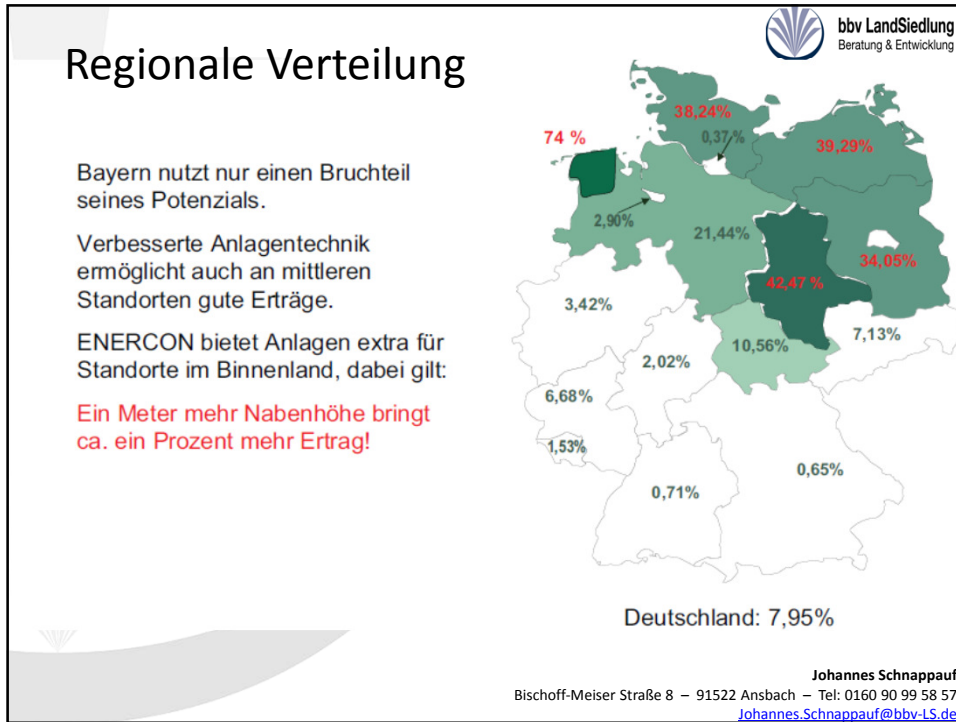 bbv LandSiedlung
Beratung & Entwicklung
Regionale Verteilung
Bayern nutzt nur einen Bruchteil
seines Potenzials.
Verbesserte Anlagentechnik
ermöglicht auch an mittleren
Standorten gute Erträge.
ENERCON bietet Anlagen extra für
Standorte im Binnenland, dabei gilt:
Ein Meter mehr Nabenhöhe bringt
ca. ein Prozent mehr Ertrag!
38,24%
74 %
0,37%
39,29%
2,90%
21,44%
34,05%
42,47 %
3,42%
7,13%
10,56%
2,02%
6,68%
1,53%
0,65%
0,71%
Deutschland: 7,95%
Johannes Schnappauf
Bischoff-Meiser Straße 8 – 91522 Ansbach – Tel: 0160 90 99 58 57
Johannes.Schnappauf@bbv-LS.de